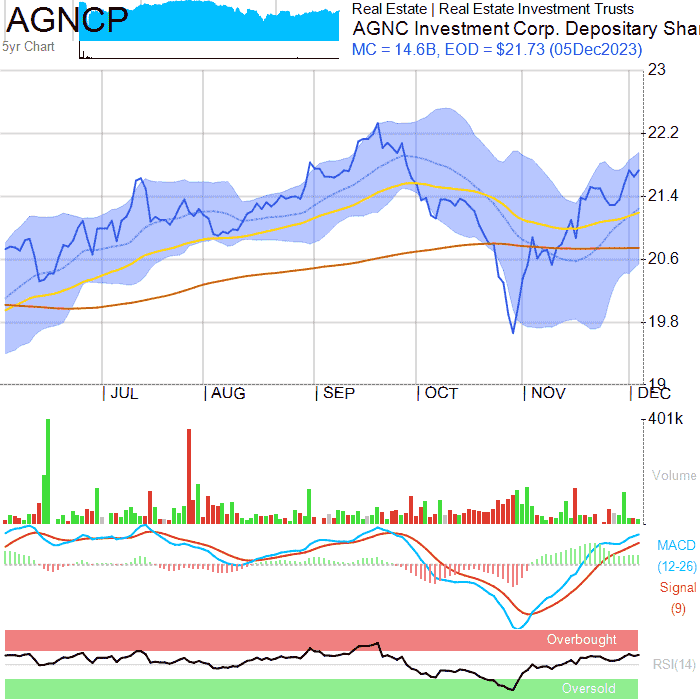 AGNCP
5yr Chart
Real Estate | Real Estate Investment Trusts
AGNC Investment Corp. Depositary Shar
MC = 14.6B, EOD = $21.73 (05Dec2023)
23
22.2
21.4
20.6
19.8
19
JUL
AUG
SEP
OCT
NOV
DEC
401k
Volume
MACD
(12-26)
Signal
(9)
Overbought
RSI(14)
Oversold